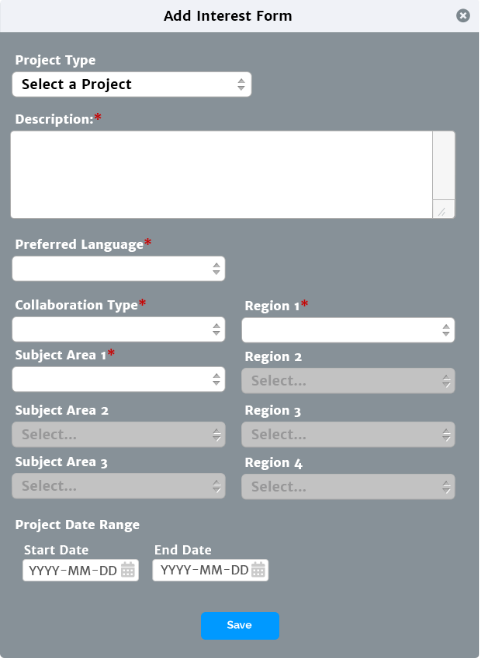 Add Interest Form
Project Type
Select a Project
Description:*
Preferred Language*
Collaboration Type*
Region 1*
Subject Area 1*
Region 2
Select...
Subject Area 2
Region 3
Select...
Select...
Subject Area 3
Region 4
Select...
Select...
Project Date Range
Start Date
End Date
YYYY-MM-DD
YYYY-MM-DD
Save